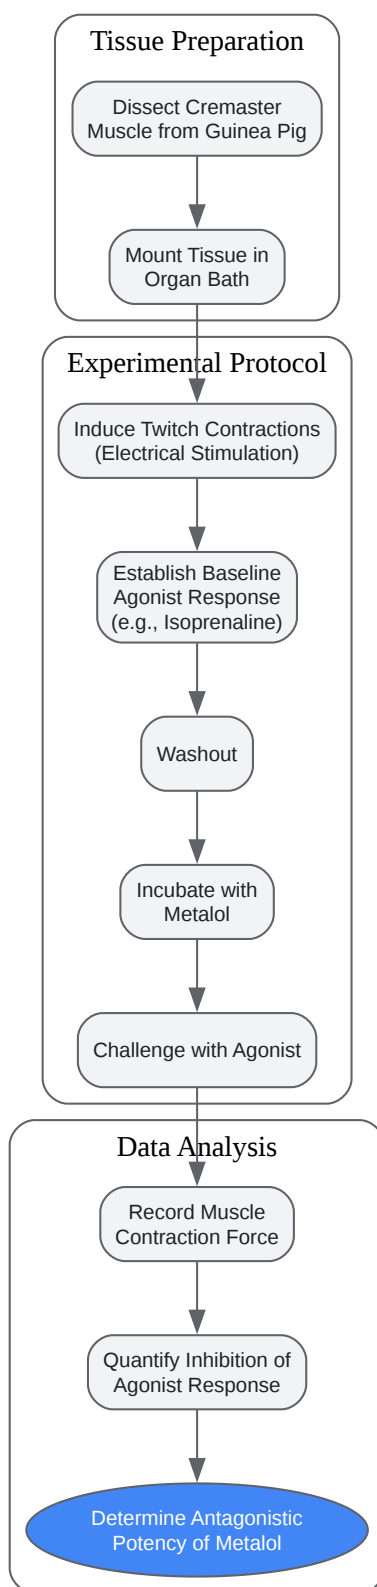 Tissue Preparation
Dissect Cremaster
Muscle from Guinea Pig
Mount Tissue in
Organ Bath
Experimental Protocol
Induce Twitch Contractions
(Electrical Stimulation)
Establish Baseline
Agonist Response
(e.g., Isoprenaline)
Washout
Incubate with
Metalol
Challenge with Agonist
Data Analysis
Record Muscle
Contraction Force
Quantify Inhibition of
Agonist Response
Determine Antagonistic
Potency of Metalol